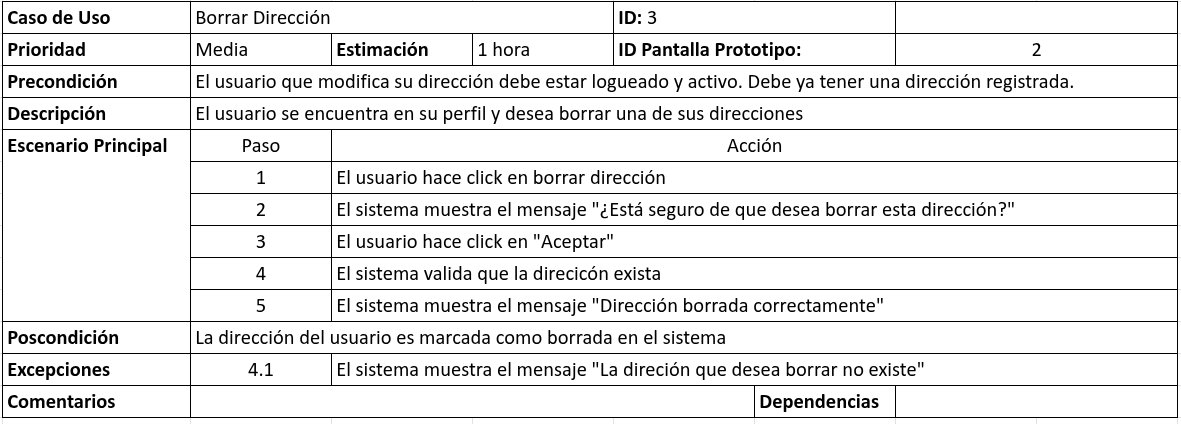 Caso de Uso Borrar Dirección ID: 3
Prioridad Media Estimación 1 hora ID Pantalla Prototipo: 2
Precondición El usuario que modifica su dirección debe estar logueado y activo. Debe ya tener una dirección registrada.
Descripción El usuario se encuentra en su perfil y desea borrar una de sus direcciones
Escenario Principal Paso Acción
1 El usuario hace click en borrar dirección
2 El sistema muestra el mensaje "¿Está seguro de que desea borrar esta dirección?"
3 El usuario hace click en "Aceptar"
4 El sistema valida que la direcicón exista
5 El sistema muestra el mensaje "Dirección borrada correctamente"
Poscondición La dirección del usuario es marcada como borrada en el sistema
Excepciones 4.1 El sistema muestra el mensaje "La direción que desea borrar no existe"
Comentarios Dependencias